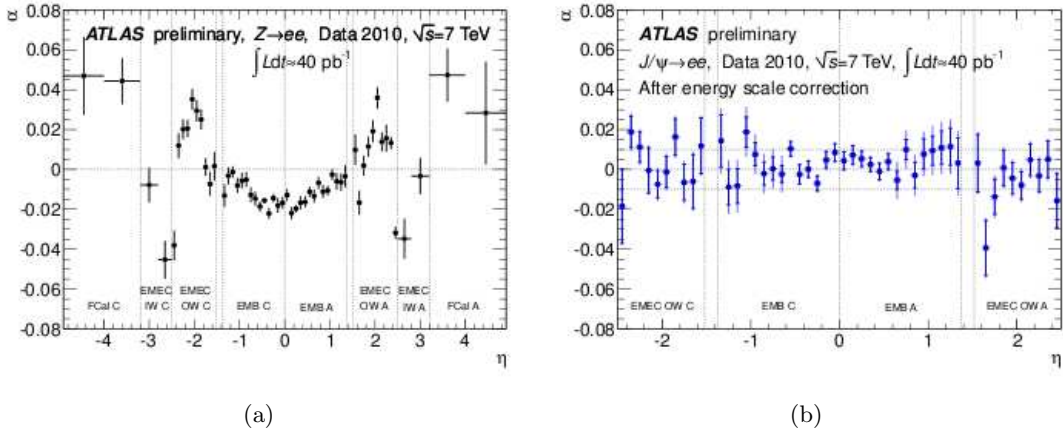 α
ATLAS preliminary, Z→ee, Data 2010, √s=7 TeV
∫Ldt≈40 pb⁻¹
0.08
0.06
0.04
0.02
0
-0.02
-0.04
-0.06
-0.08
FCal C
EMEC IW C
EMEC OW C
EMB C
EMB A
EMEC OW A
EMEC IW A
FCal A
-4 -3 -2 -1 0 1 2 3 4
η
(a)
α
ATLAS preliminary
J/ψ→ee, Data 2010, √s=7 TeV, ∫Ldt≈40 pb⁻¹
After energy scale correction
0.08
0.06
0.04
0.02
0
-0.02
-0.04
-0.06
-0.08
EMEC OW C
EMB C
EMB A
EMEC OW A
-2 -1 0 1 2
η
(b)